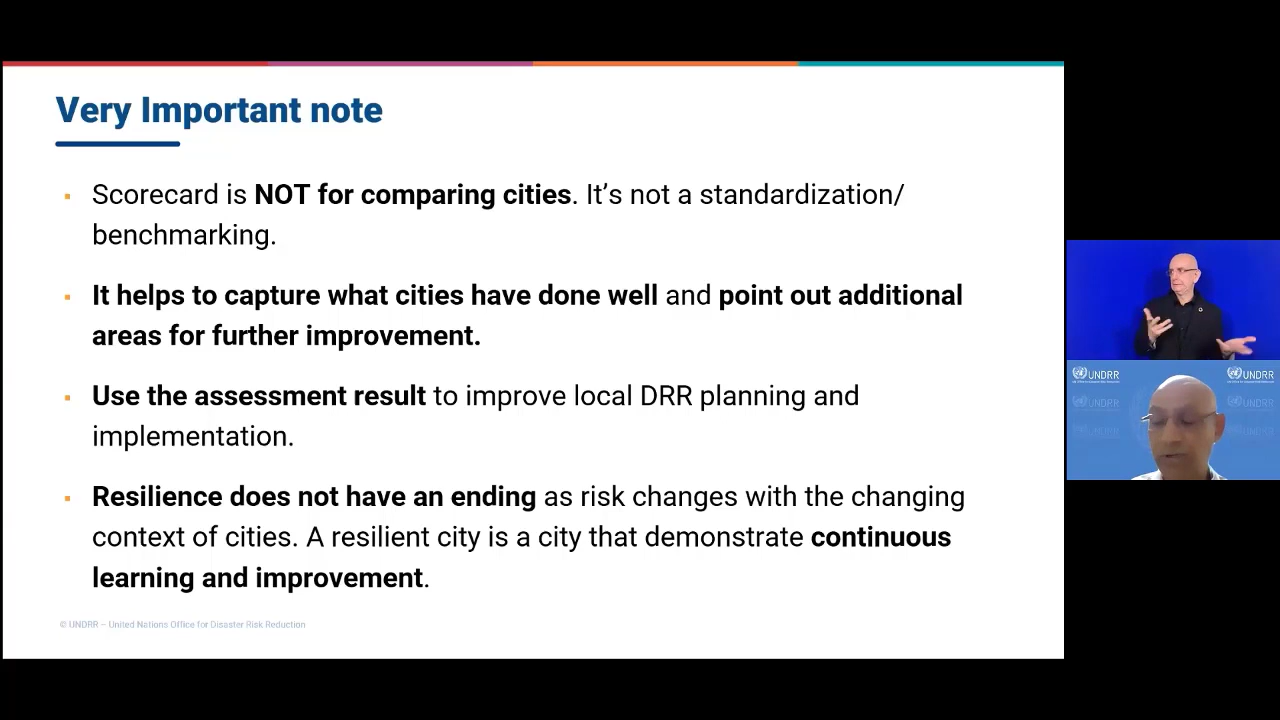 Very Important note
▪ Scorecard is NOT for comparing cities. It’s not a standardization/
benchmarking.
▪ It helps to capture what cities have done well and point out additional
areas for further improvement.
▪ Use the assessment result to improve local DRR planning and
implementation.
▪ Resilience does not have an ending as risk changes with the changing
context of cities. A resilient city is a city that demonstrate continuous
learning and improvement.
© UNDRR – United Nations Office for Disaster Risk Reduction
UNDRR
UNDRR